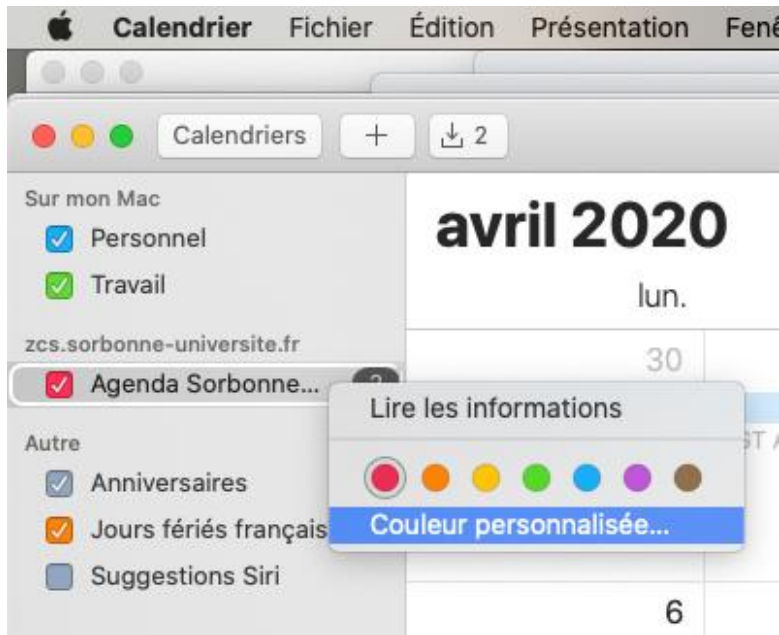 Calendrier Fichier Édition Présentation
Calendriers + 2
Sur mon Mac
Personnel
Travail
avril 2020
lun.
zcs.sorbonne-universite.fr
30
Agenda Sorbonne...
Lire les informations
Autre
Anniversaires
Jours fériés français
Couleur personnalisée...
Suggestions Siri
6